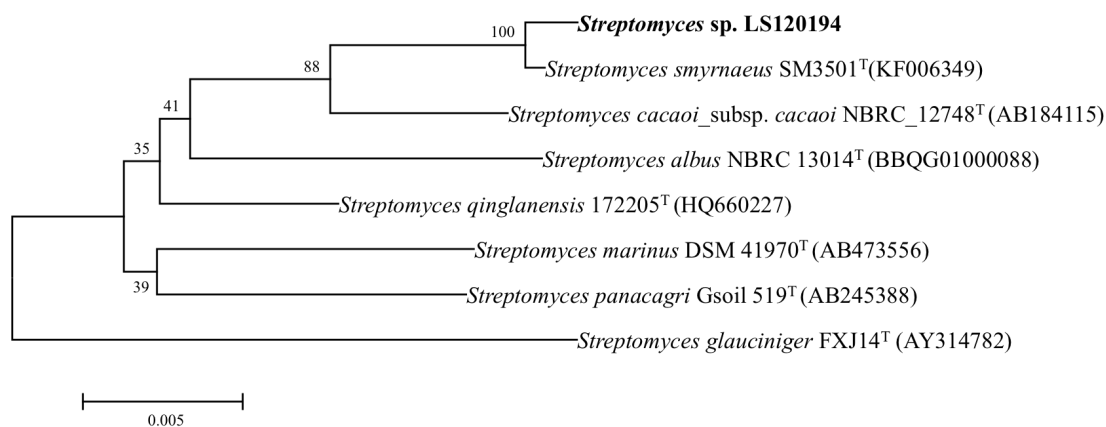 100
Streptomyces sp. LS120194
88
Streptomyces smyrnaeus SM3501ᵀ(KF006349)
41
Streptomyces cacaoi_subsp. cacaoi NBRC_12748ᵀ(AB184115)
35
Streptomyces albus NBRC 13014ᵀ(BBQG01000088)
Streptomyces qinglanensis 172205ᵀ(HQ660227)
Streptomyces marinus DSM 41970ᵀ(AB473556)
39
Streptomyces panacagri Gsoil 519ᵀ(AB245388)
Streptomyces glauciniger FXJ14ᵀ (AY314782)
0.005